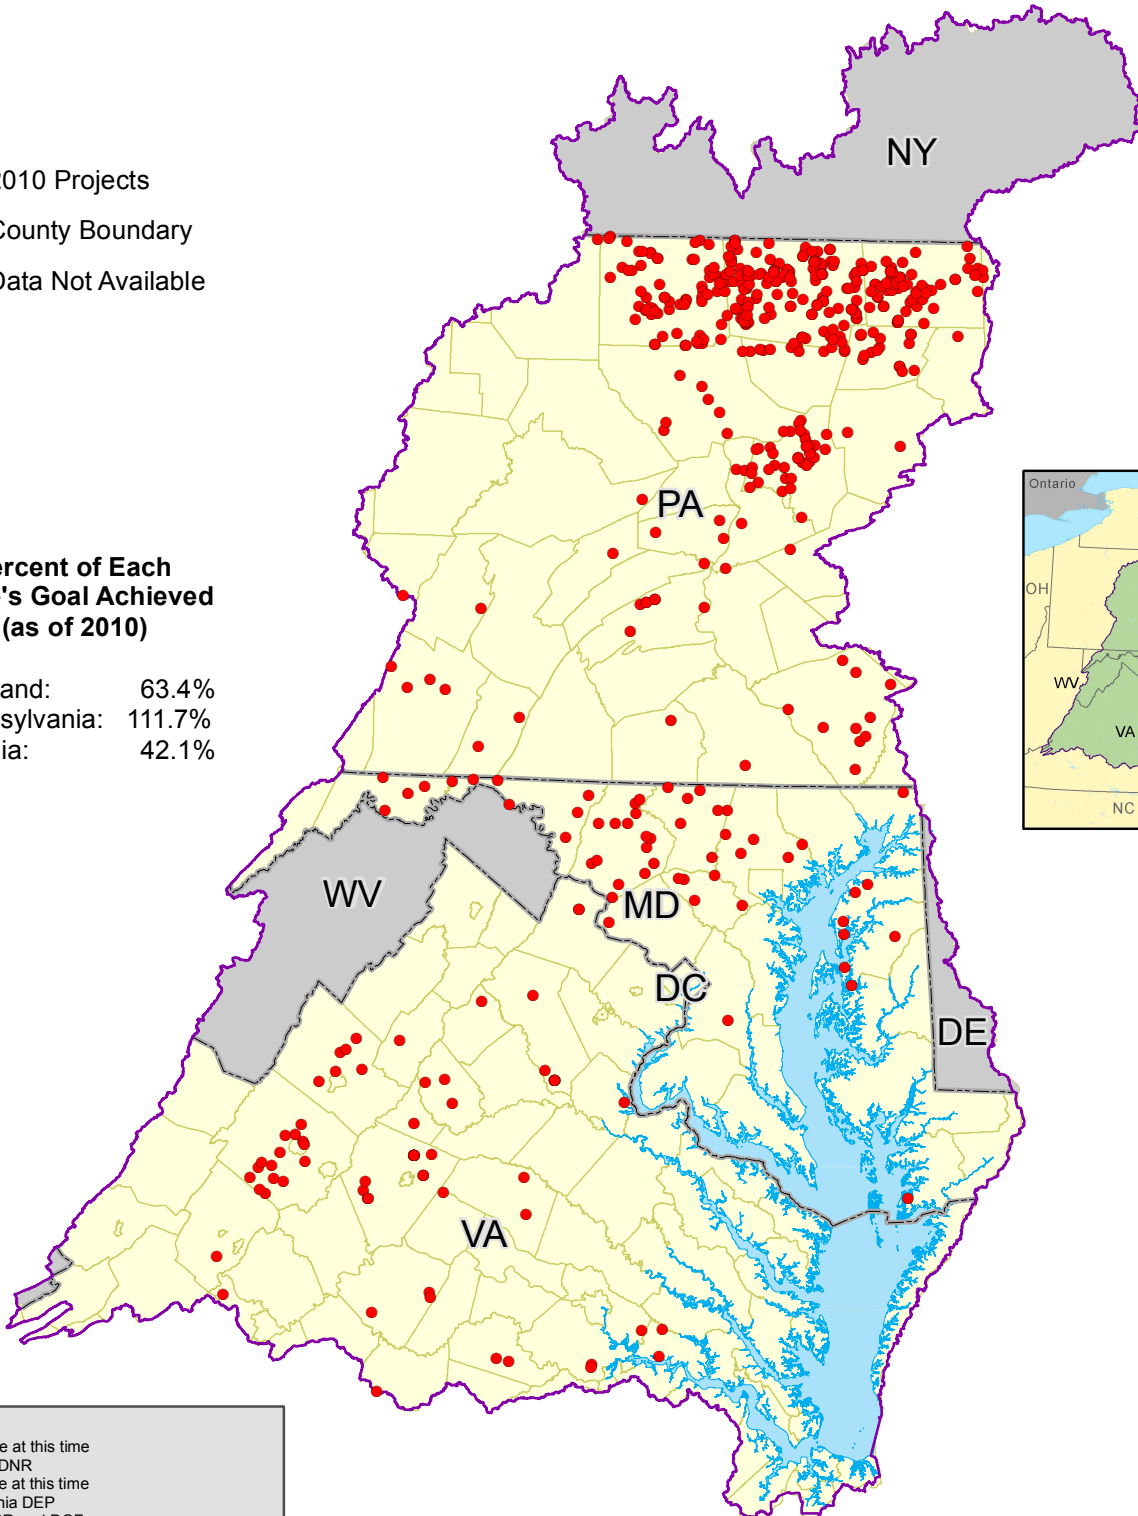 2010 Projects
County Boundary
Data Not Available
NY
PA
ercent of Each
e's Goal Achieved
(as of 2010)
and: 63.4%
sylvania: 111.7%
ia: 42.1%
Ontario
OH
WV
VA
NC
WV
MD
DC
DE
VA
e at this time
DNR
e at this time
nia DEP